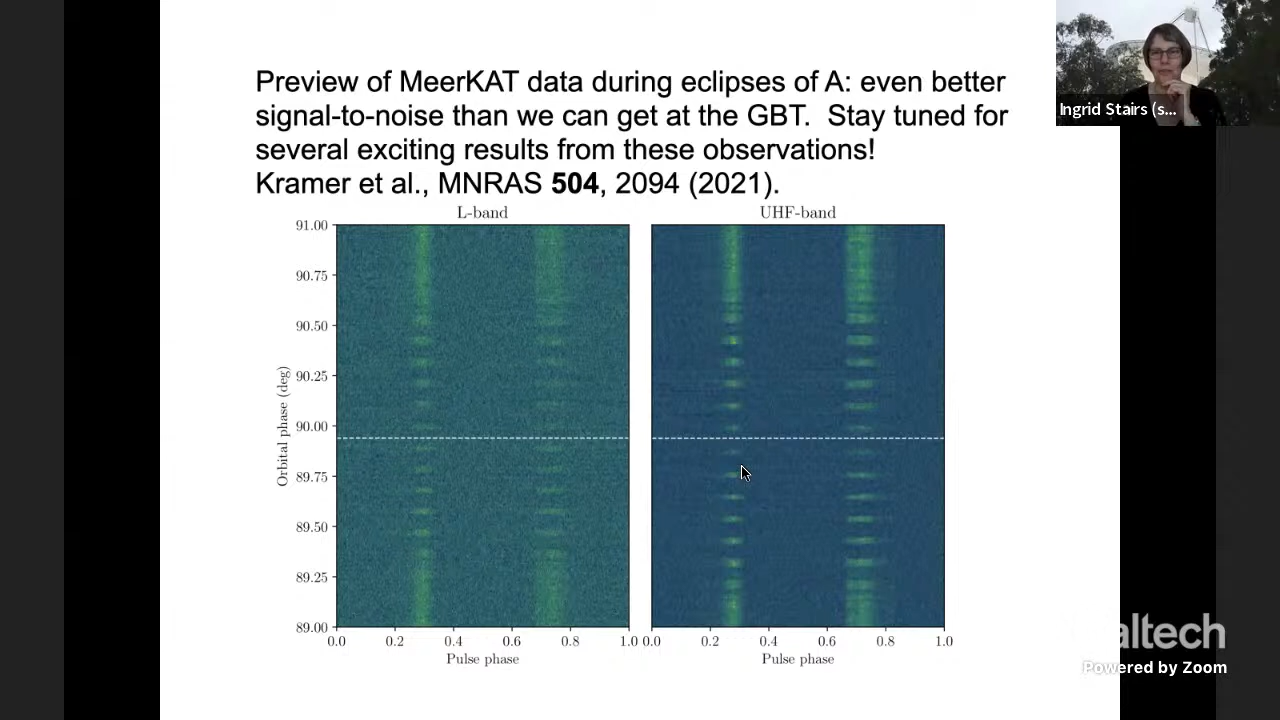 Preview of MeerKAT data during eclipses of A: even better
signal-to-noise than we can get at the GBT.  Stay tuned for
several exciting results from these observations!
Kramer et al., MNRAS 504, 2094 (2021).
Ingrid Stairs (s...
L-band
UHF-band
91.00
90.75
90.50
90.25
90.00
89.75
89.50
89.25
89.00
Orbital phase (deg)
0.0 0.2 0.4 0.6 0.8 1.0
0.0 0.2 0.4 0.6 0.8 1.0
Pulse phase
Pulse phase
altech
Powered by Zoom